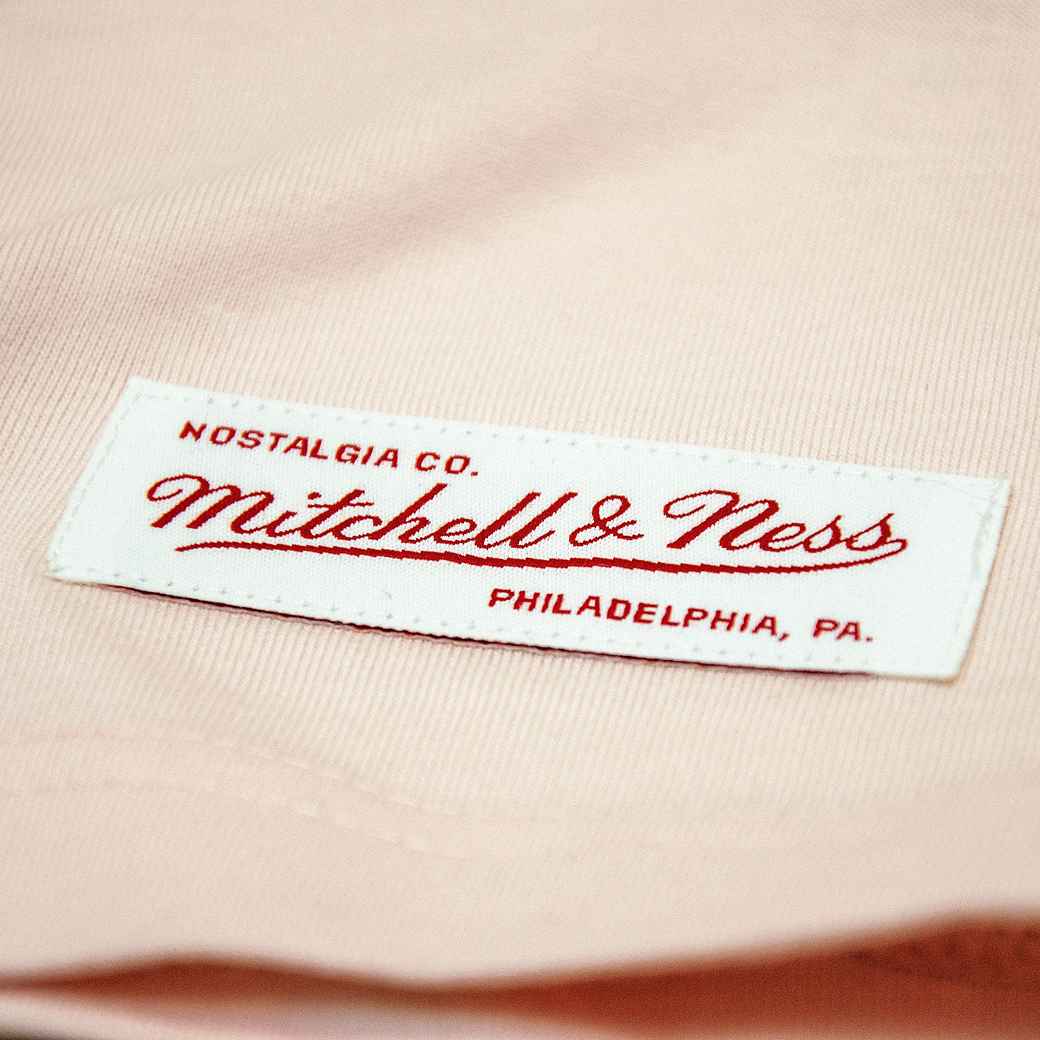 NOSTALGIA CO.
Mitchell & Ness
PHILADELPHIA, PA.